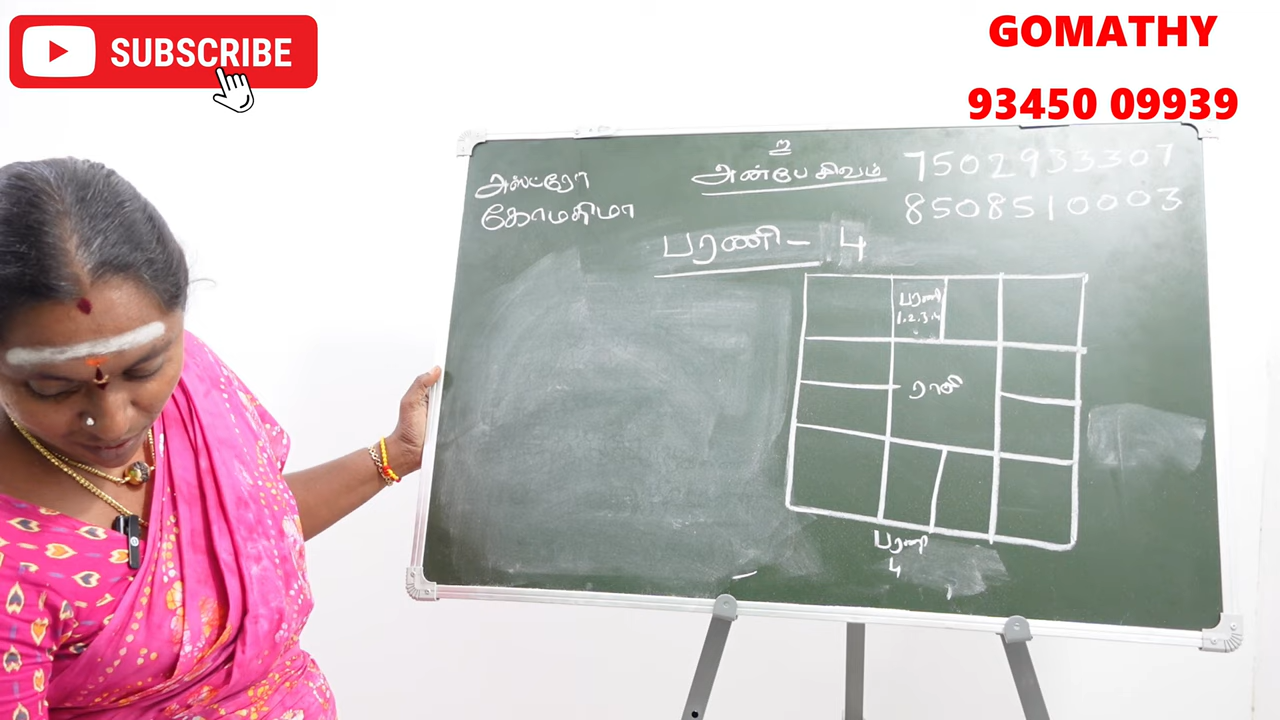 SUBSCRIBE
GOMATHY
93450 09939
உ
அஸ்ட்ரோ
கோமதிமா
அன்பே சிவம்
7502933307
8508510003
பரணி - 4
பரணி
1.2.3.4
ராசி
பரணி
4